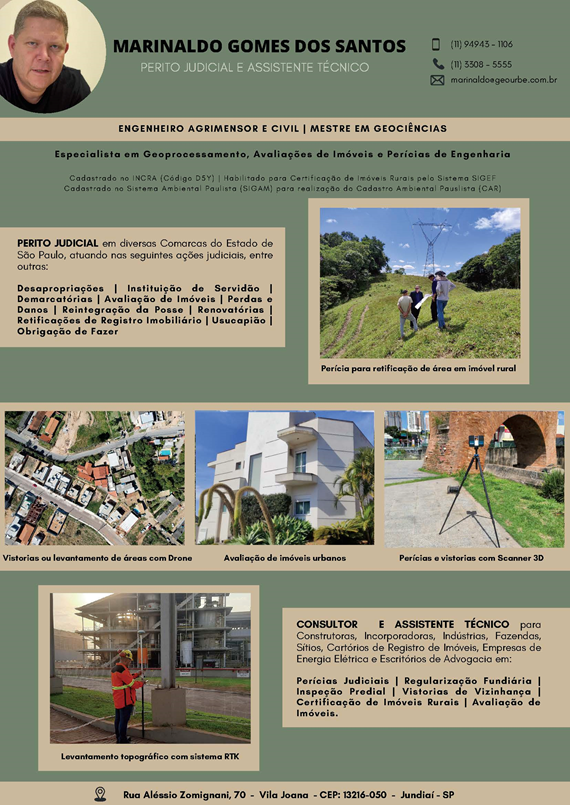 MARINALDO GOMES DOS SANTOS
PERITO JUDICIAL E ASSISTENTE TÉCNICO
(11) 94943 - 1106
(11) 3308 - 5555
marinaldo@geourbe.com.br
ENGENHEIRO AGRIMENSOR E CIVIL | MESTRE EM GEOCIÊNCIAS
Especialista em Geoprocessamento, Avaliações de Imóveis e Perícias de Engenharia
Cadastrado no INCRA (Código D5Y) | Habilitado para Certificação de Imóveis Rurais pelo Sistema SIGEF
Cadastrado no Sistema Ambiental Paulista (SIGAM) para realização do Cadastro Ambiental Pauslista (CAR)
PERITO JUDICIAL em diversas Comarcas do Estado de
São Paulo, atuando nas seguintes ações judiciais, entre
outras:
Desapropriações | Instituição de Servidão |
Demarcatórias | Avaliação de Imóveis | Perdas e
Danos | Reintegração da Posse | Renovatórias |
Retificações de Registro Imobiliário | Usucapião |
Obrigação de Fazer
Perícia para retificação de área em imóvel rural
Vistorias ou levantamento de áreas com Drone
Avaliação de imóveis urbanos
Perícias e vistorias com Scanner 3D
Levantamento topográfico com sistema RTK
CONSULTOR E ASSISTENTE TÉCNICO para
Construtoras, Incorporadoras, Indústrias, Fazendas,
Sítios, Cartórios de Registro de Imóveis, Empresas de
Energia Elétrica e Escritórios de Advocacia em:
Perícias Judiciais | Regularização Fundiária |
Inspeção Predial | Vistorias de Vizinhança |
Certificação de Imóveis Rurais | Avaliação de
Imóveis.
Rua Aléssio Zomignani, 70 - Vila Joana - CEP: 13216-050 - Jundiaí - SP